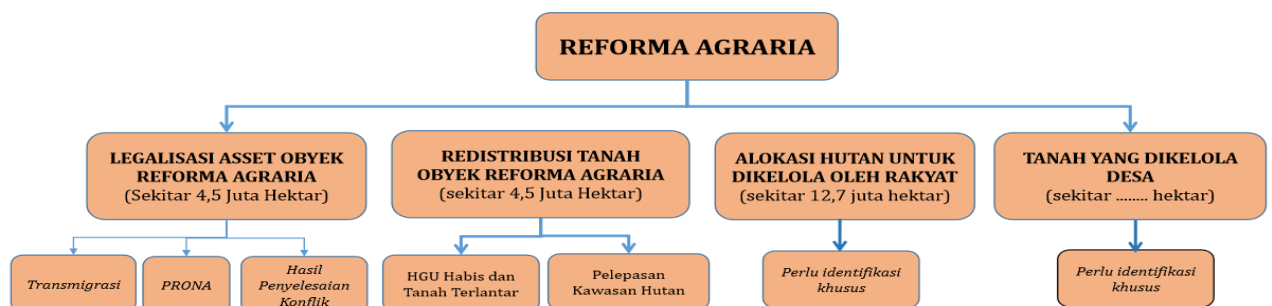 REFORMA AGRARIA
LEGALISASI ASSET OBYEK
REFORMA AGRARIA
(Sekitar 4,5 Juta Hektar)
REDISTRIBUSI TANAH
OBYEK REFORMA AGRARIA
(sekitar 4,5 Juta Hektar)
ALOKASI HUTAN UNTUK
DIKELOLA OLEH RAKYAT
(sekitar 12,7 juta hektar)
TANAH YANG DIKELOLA
DESA
(sekitar ........ hektar)
Transmigrasi
PRONA
Hasil
Penyelesaian
Konflik
HGU Habis dan
Tanah Terlantar
Pelepasan
Kawasan Hutan
Perlu identifikasi
khusus
Perlu identifikasi
khusus